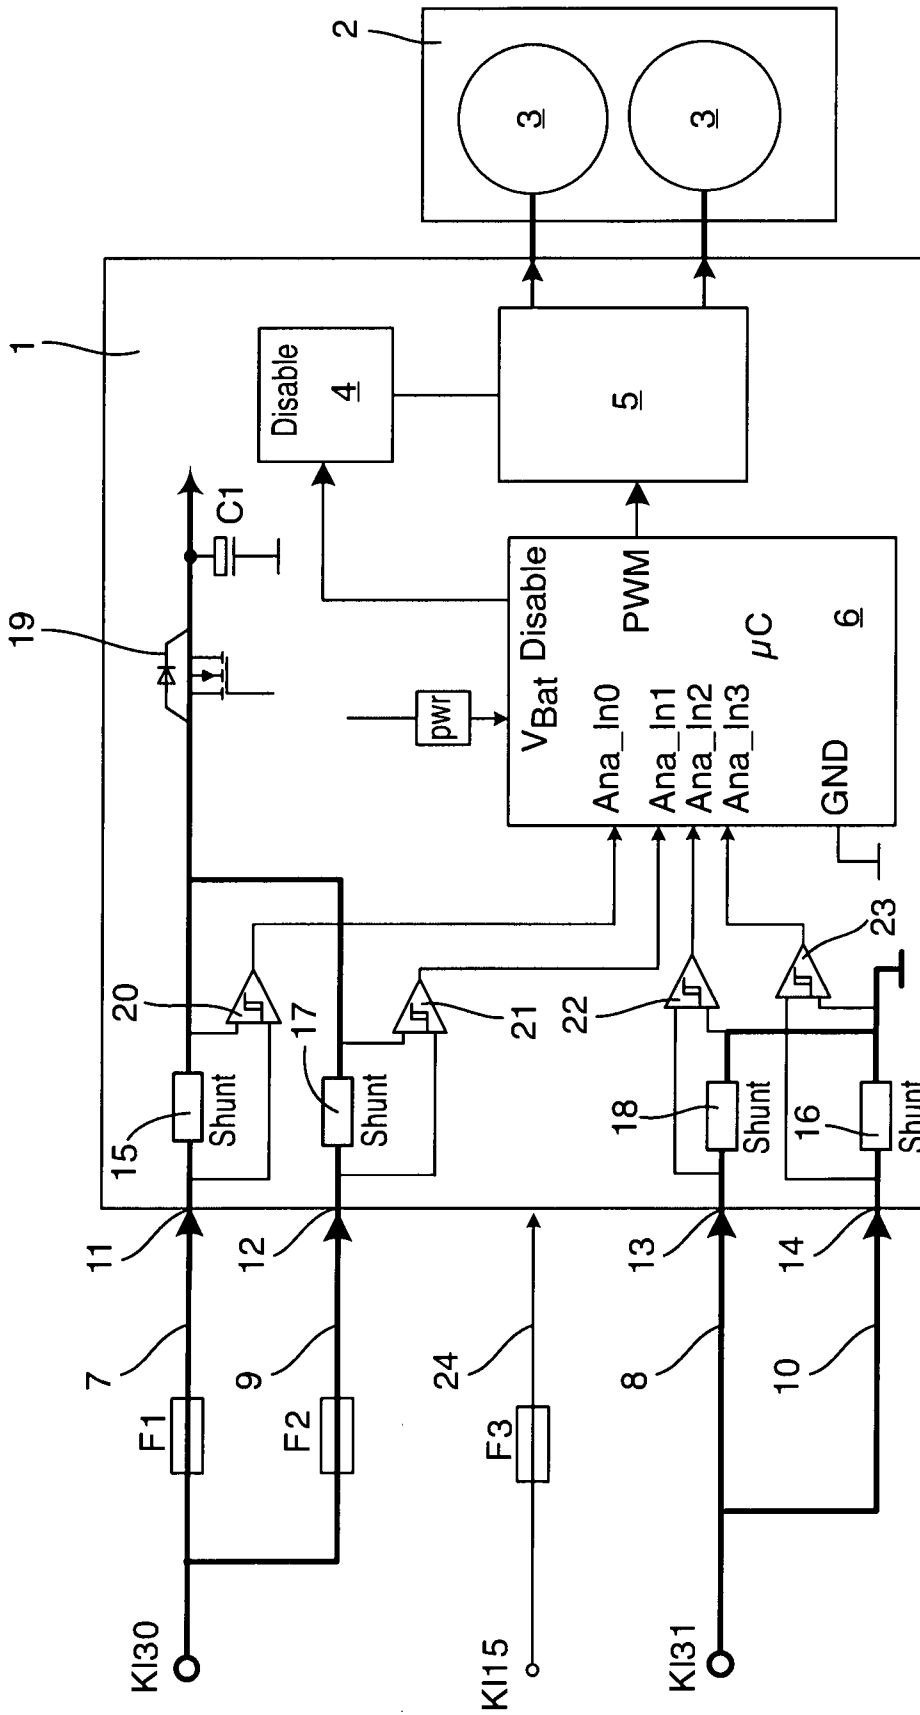 1
2
19
3
3
Disable
4
5
C1
pwr
VBat
Disable
PWM
Ana_In0
Ana_In1
Ana_In2
Ana_In3
µC
6
GND
20
21
22
23
15
Shunt
17
Shunt
18
Shunt
16
Shunt
11
12
13
14
7
9
24
8
10
F1
F2
F3
Kl30
Kl15
Kl31